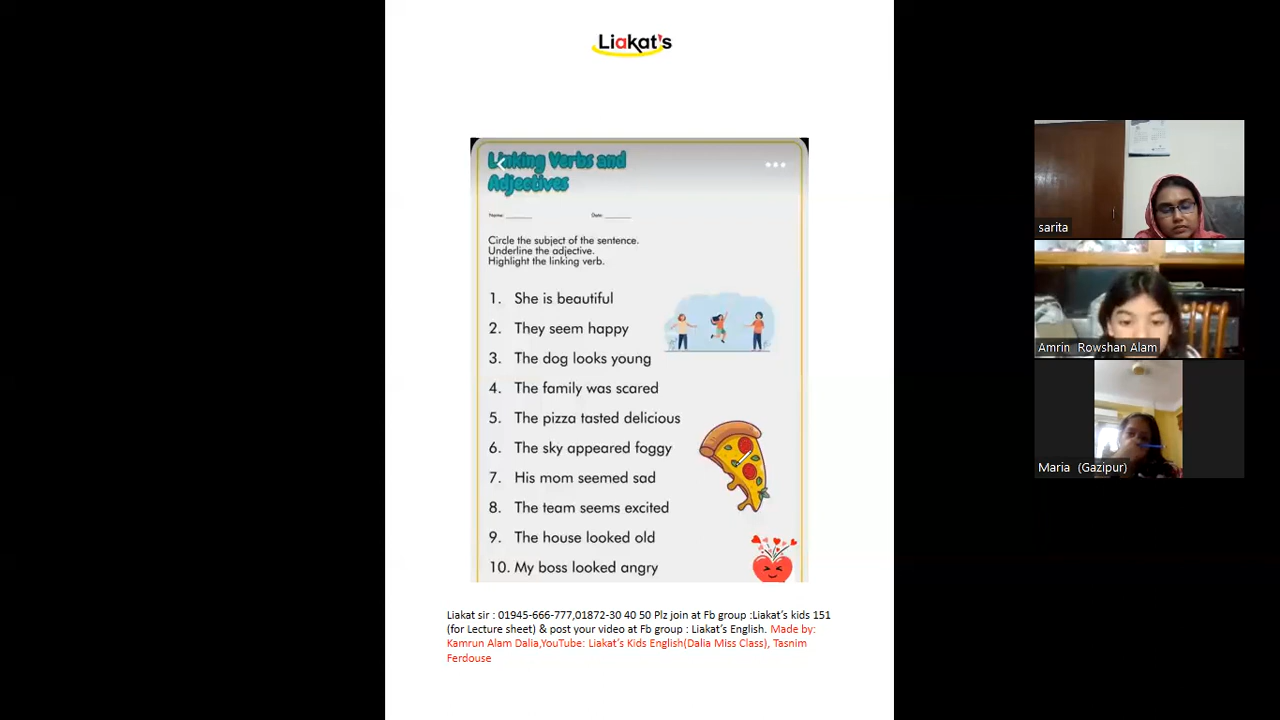 Liakat's
Linking Verbs and
Adjectives
Name: ______ Date: ______
Circle the subject of the sentence.
Underline the adjective.
Highlight the linking verb.
1. She is beautiful
2. They seem happy
3. The dog looks young
4. The family was scared
5. The pizza tasted delicious
6. The sky appeared foggy
7. His mom seemed sad
8. The team seems excited
9. The house looked old
10. My boss looked angry
Liakat sir : 01945-666-777,01872-30 40 50 Plz join at Fb group :Liakat's kids 151
(for Lecture sheet) & post your video at Fb group : Liakat's English. Made by:
Kamrun Alam Dalia,YouTube: Liakat's Kids English(Dalia Miss Class), Tasnim
Ferdouse
sarita
Amrin Rowshan Alam
Maria (Gazipur)